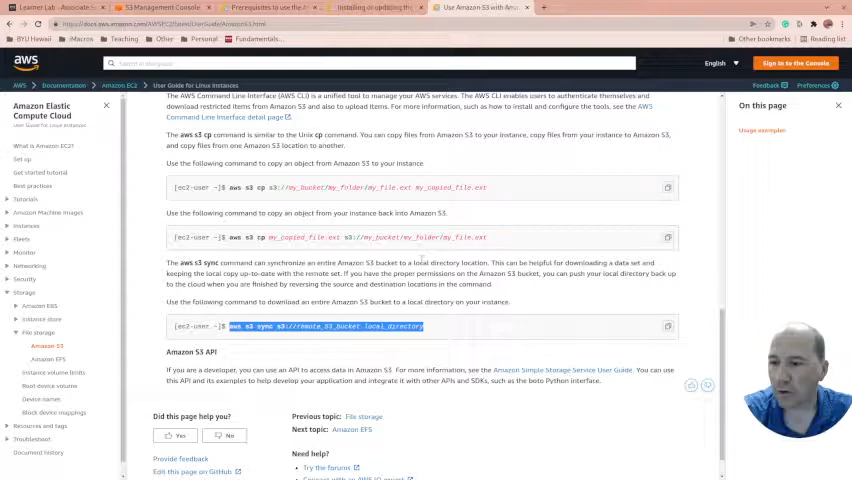 Learner Lab - Associate Se
S3 Management Console
Prerequisites to use the A
Installing or updating the
Use Amazon S3 with Ama
https://docs.aws.amazon.com/AWSEC2/latest/UserGuide/AmazonS3.html
BYU Hawaii
iMacros
Teaching
Other
Personal
Fundamentals...
Other bookmarks
Reading list
aws
Search
English
Sign in to the Console
AWS
Documentation
Amazon EC2
User Guide for Linux Instances
Feedback
Preferences
Amazon Elastic
Compute Cloud
User Guide for Linux Instances
What is Amazon EC2?
Set up
Get started tutorial
Best practices
Tutorials
Amazon Machine Images
Instances
Fleets
Monitor
Networking
Security
Storage
Amazon EBS
Instance store
File storage
Amazon S3
Amazon EFS
Instance volume limits
Root device volume
Device names
Block device mappings
Resources and tags
Troubleshoot
Document history
The AWS Command Line Interface (AWS CLI) is a unified tool to manage your AWS services. The AWS CLI enables users to authenticate themselves and
download restricted items from Amazon S3 and also to upload items. For more information, such as how to install and configure the tools, see the AWS
Command Line Interface detail page
The aws s3 cp command is similar to the Unix cp command. You can copy files from Amazon S3 to your instance, copy files from your instance to Amazon S3,
and copy files from one Amazon S3 location to another.
Use the following command to copy an object from Amazon S3 to your instance
[ec2-user ~]$ aws s3 cp s3://my_bucket/my_folder/my_file.ext my_copied_file.ext
Use the following command to copy an object from your instance back into Amazon S3.
[ec2-user ~]$ aws s3 cp my_copied_file.ext s3://my_bucket/my_folder/my_file.ext
The aws s3 sync command can synchronize an entire Amazon S3 bucket to a local directory location. This can be helpful for downloading a data set and
keeping the local copy up-to-date with the remote set. If you have the proper permissions on the Amazon S3 bucket, you can push your local directory back up
to the cloud when you are finished by reversing the source and destination locations in the command.
Use the following command to download an entire Amazon S3 bucket to a local directory on your instance.
[ec2-user ~]$ aws s3 sync s3://remote_S3_bucket local_directory
Amazon S3 API
If you are a developer, you can use an API to access data in Amazon S3. For more information, see the Amazon Simple Storage Service User Guide. You can use
this API and its examples to help develop your application and integrate it with other APIs and SDKs, such as the boto Python interface.
Did this page help you?
Yes
No
Provide feedback
Edit this page on GitHub
Previous topic: File storage
Next topic: Amazon EFS
Need help?
Try the forums
Connect with an AWS IQ expert
On this page
Usage examples